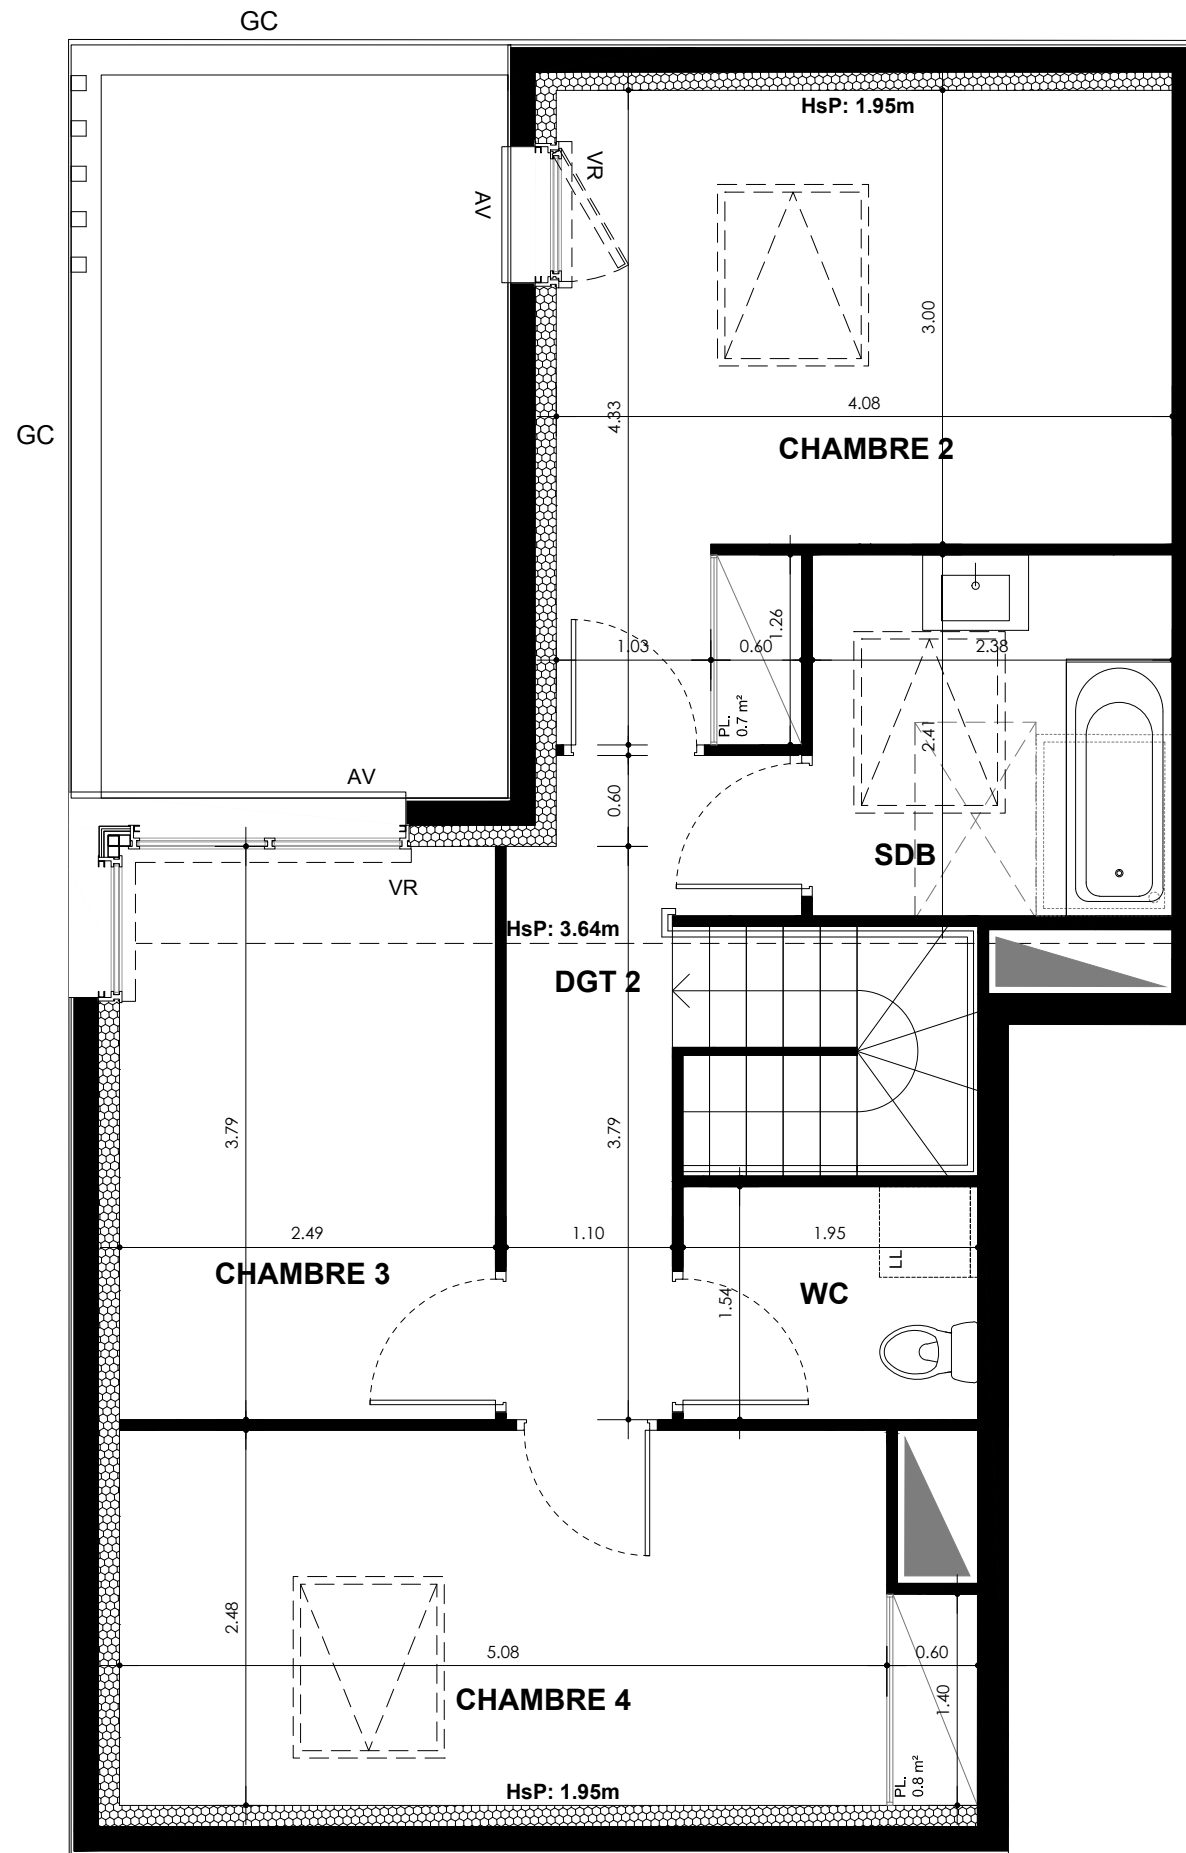 GC
HsP: 1.95m
VR
AV
3.00
4.08
4.33
GC
CHAMBRE 2
1.26
1.03
0.60
2.38
PL.
0.7 m²
2.41
AV
0.60
SDB
VR
HsP: 3.64m
DGT 2
3.79
3.79
2.49
1.10
1.95
LL
CHAMBRE 3
WC
1.54
2.48
5.08
0.60
CHAMBRE 4
1.40
PL.
0.8 m²
HsP: 1.95m